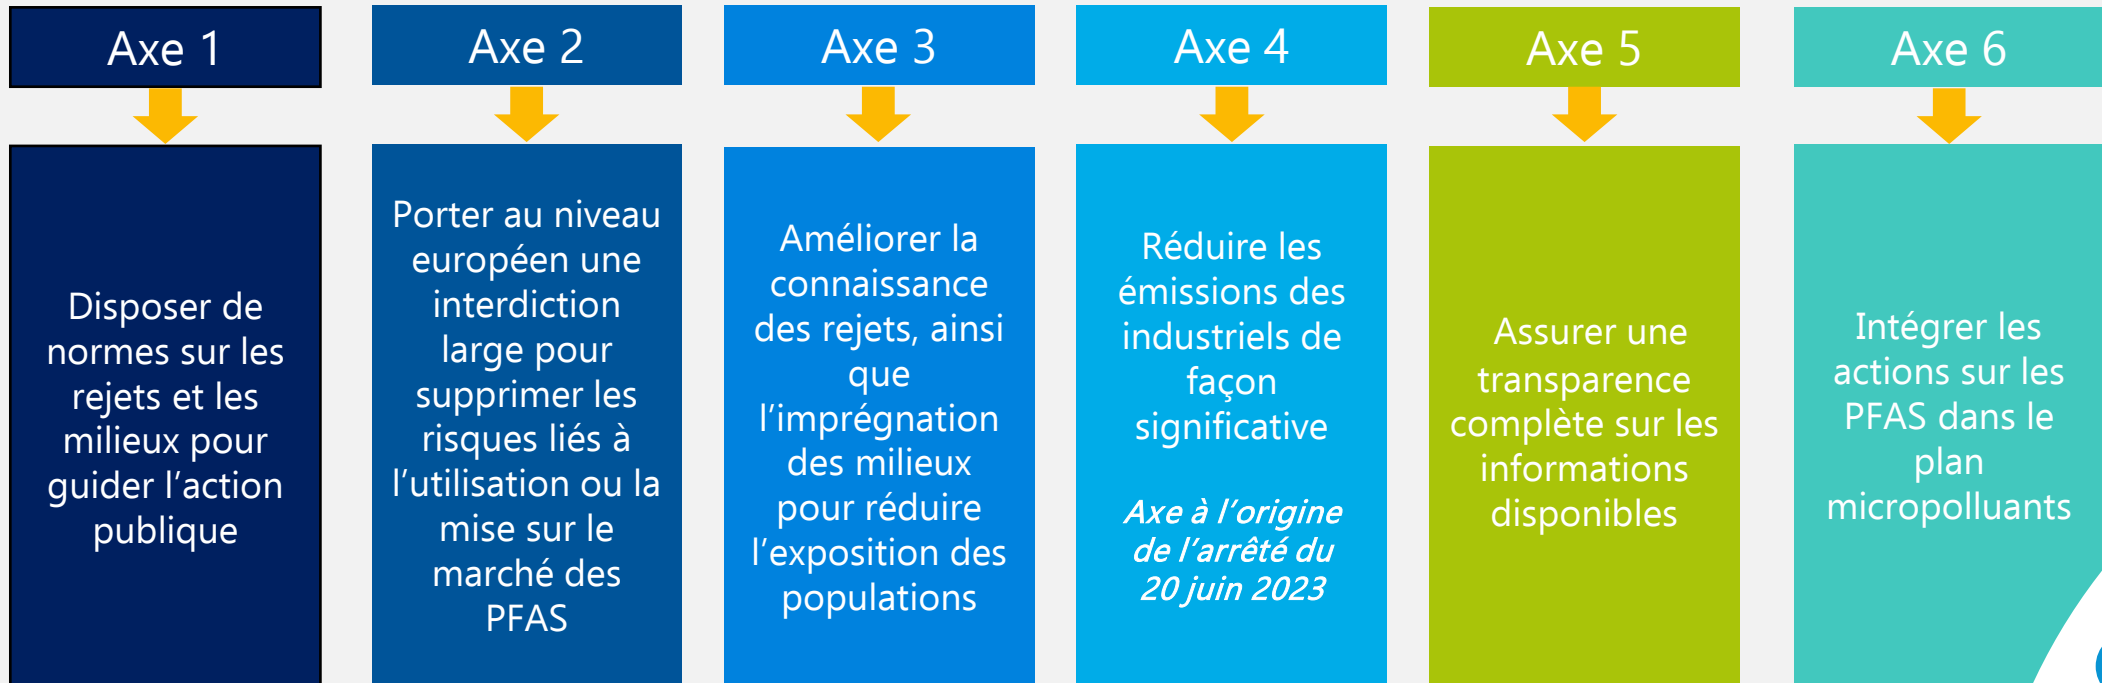 Axe 1
Disposer de
normes sur les
rejets et les
milieux pour
guider l’action
publique
Axe 2
Porter au niveau
européen une
interdiction
large pour
supprimer les
risques liés à
l’utilisation ou la
mise sur le
marché des
PFAS
Axe 3
Améliorer la
connaissance
des rejets, ainsi
que
l’imprégnation
des milieux
pour réduire
l’exposition des
populations
Axe 4
Réduire les
émissions des
industriels de
façon
significative
Axe à l’origine
de l’arrêté du
20 juin 2023
Axe 5
Assurer une
transparence
complète sur les
informations
disponibles
Axe 6
Intégrer les
actions sur les
PFAS dans le
plan
micropolluants